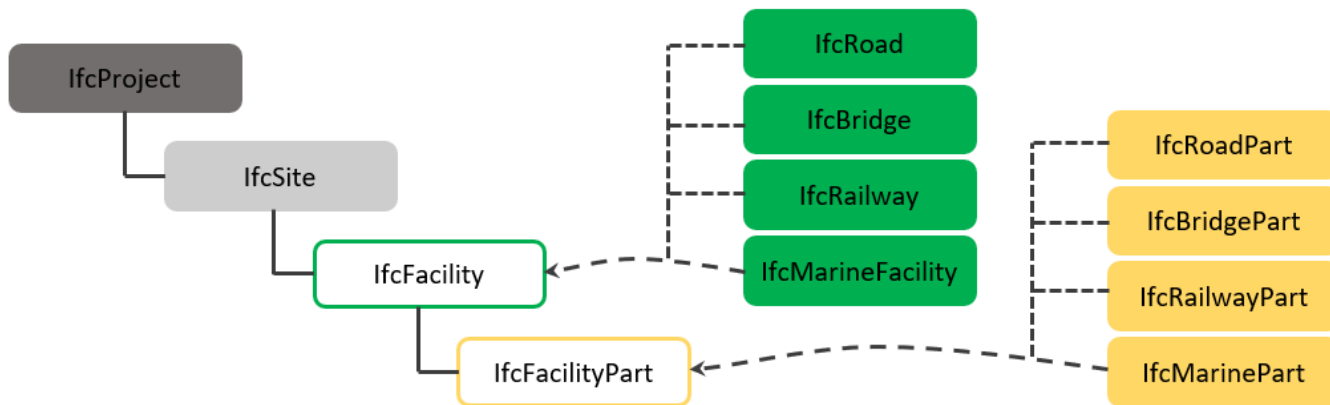 IfcProject
IfcSite
IfcFacility
IfcFacilityPart
IfcRoad
IfcBridge
IfcRailway
IfcMarineFacility
IfcRoadPart
IfcBridgePart
IfcRailwayPart
IfcMarinePart